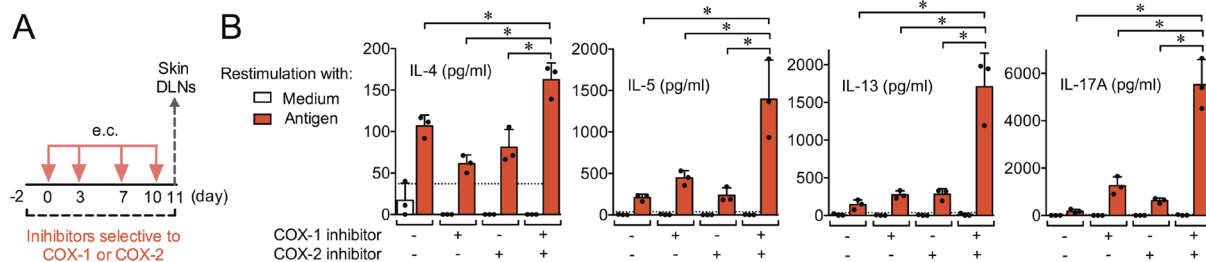 A
Skin
DLNs
e.c.
-2 0 3 7 10 11 (day)
Inihibitors selective to
COX-1 or COX-2
B
Restimulation with:
Medium
Antigen
IL-4 (pg/ml)
200
150
100
50
0
* * *
IL-5 (pg/ml)
2000
1500
1000
500
0
* * *
IL-13 (pg/ml)
2000
1500
1000
500
0
* * *
IL-17A (pg/ml)
6000
4000
2000
0
* * *
COX-1 inhibitor - + - + - + - + - + - + - + - +
COX-2 inhibitor - - + + - - + + - - + + - - + +